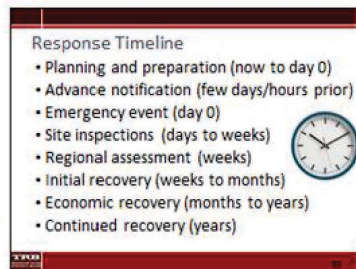 Response Timeline
• Planning and preparation (now to day 0)
• Advance notification (few days/hours prior)
• Emergency event (day 0)
• Site inspections (days to weeks)
• Regional assessment (weeks)
• Initial recovery (weeks to months)
• Economic recovery (months to years)
• Continued recovery (years)
TRB